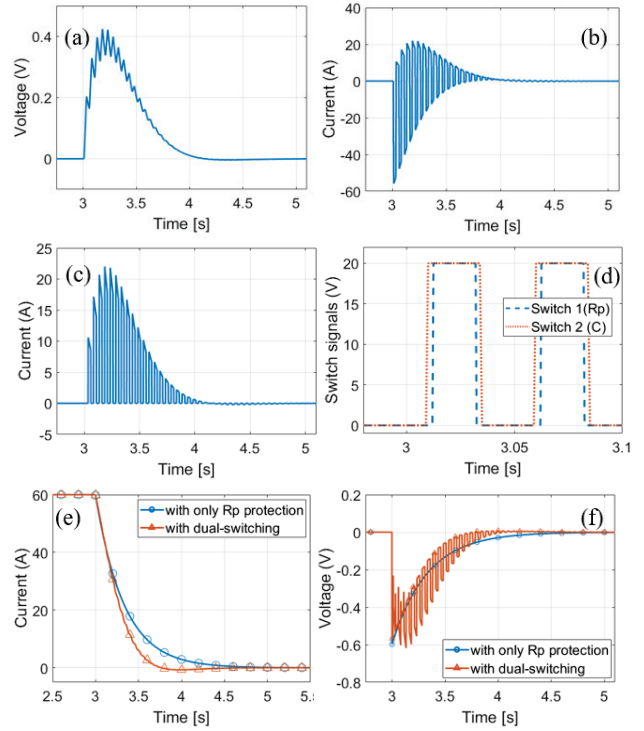 (a)
Voltage (V)
0.4
0.2
0
3
3.5
4
4.5
5
Time [s]
(b)
Current (A)
40
20
0
-20
-40
-60
3
3.5
4
4.5
5
Time [s]
(c)
Current (A)
25
20
15
10
5
0
-5
3
3.5
4
4.5
5
Time [s]
(d)
Switch signals (V)
20
15
10
5
0
Switch 1(Rp)
Switch 2 (C)
3
3.05
3.1
Time [s]
(e)
Current (A)
60
40
20
0
with only Rp protection
with dual-switching
2.5
3
3.5
4
4.5
5
5.5
Time [s]
(f)
Voltage (V)
0.2
0
-0.2
-0.4
-0.6
-0.8
with only Rp protection
with dual-switching
3
3.5
4
4.5
5
Time [s]